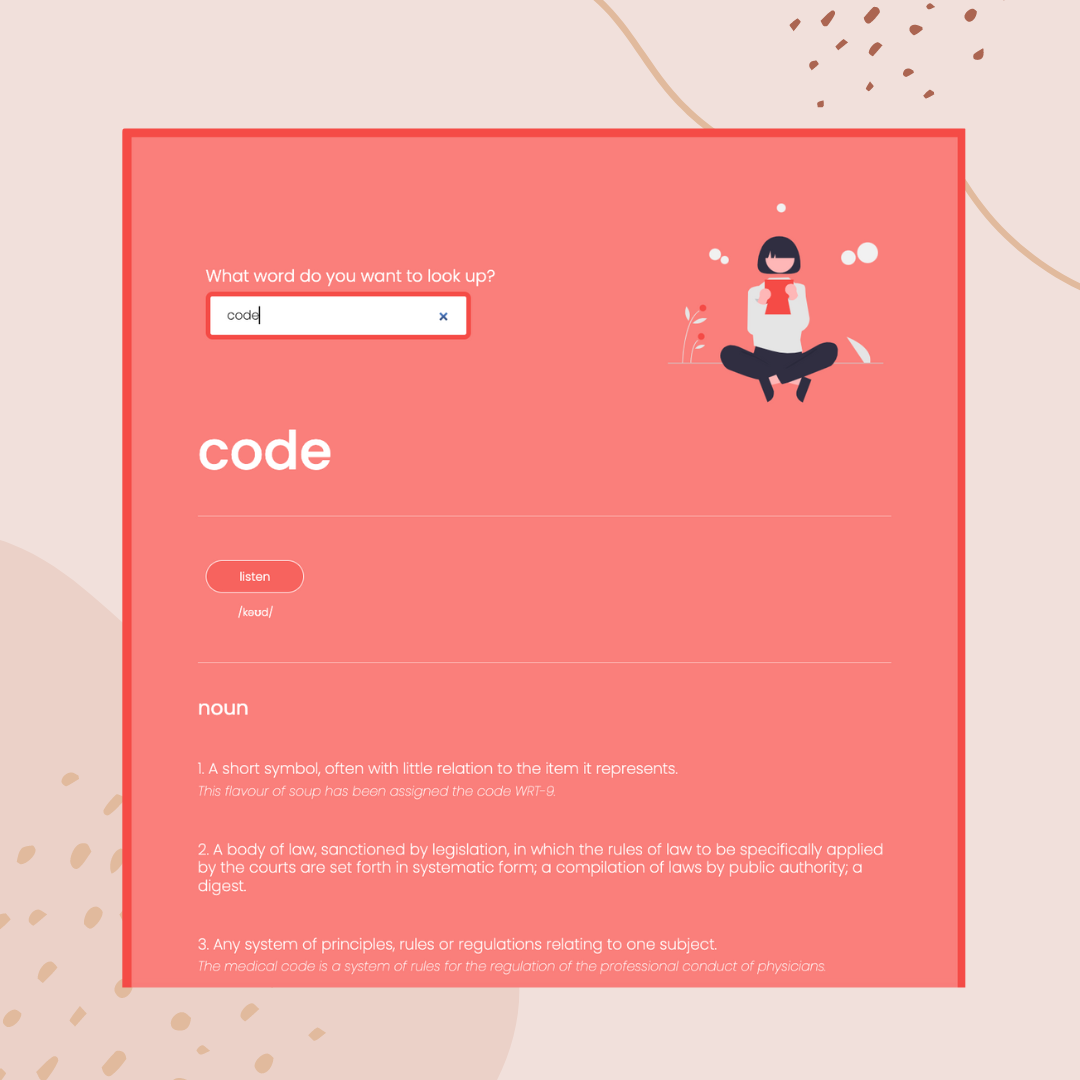 What word do you want to look up?
code
code
listen
/kəʊd/
noun
1. A short symbol, often with little relation to the item it represents.
This flavour of soup has been assigned the code WRT-9.
2. A body of law, sanctioned by legislation, in which the rules of law to be specifically applied
by the courts are set forth in systematic form; a compilation of laws by public authority; a
digest.
3. Any system of principles, rules or regulations relating to one subject.
The medical code is a system of rules for the regulation of the professional conduct of physicians.